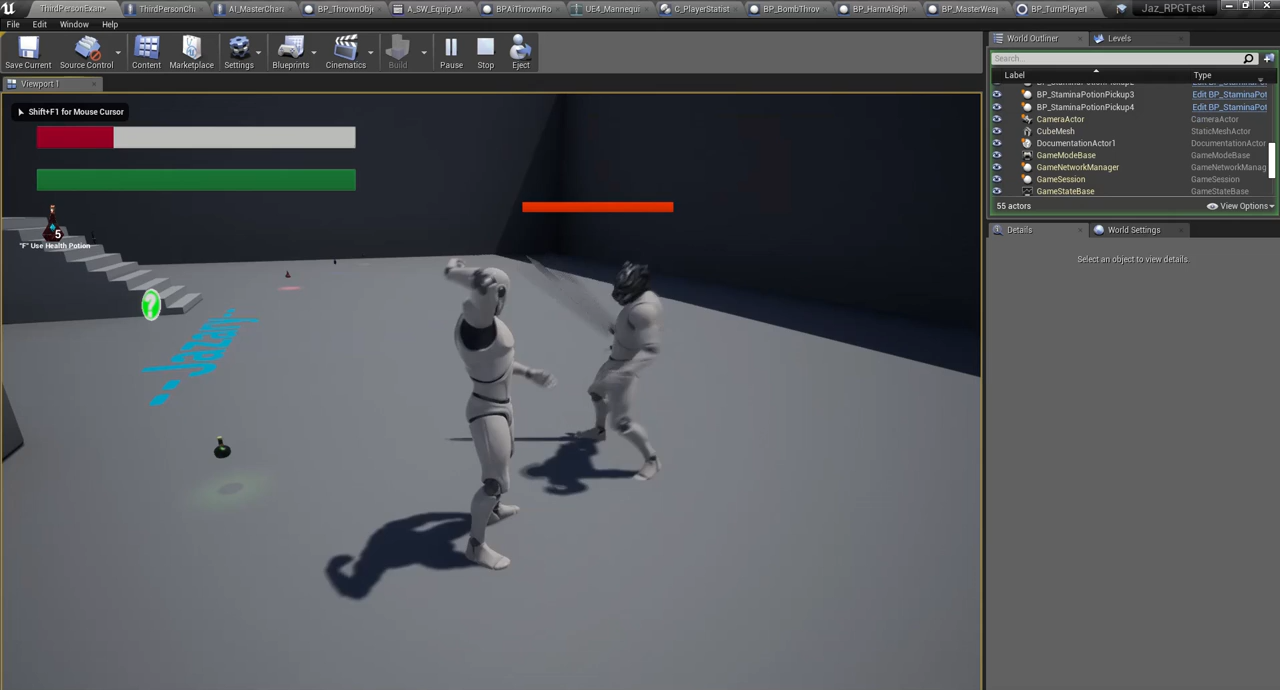 ThirdPersonExam*
ThirdPersonCh
AI_MasterChar
BP_ThrownObj
A_SW_Equip_M
BPAiThrownRo
UE4_Mannequi
C_PlayerStatist
BP_BombThrov
BP_HarmAiSph
BP_MasterWeap
BP_TurnPlayerl
Jaz_RPGTest
File
Edit
Window
Help
Save Current
Source Control
Content
Marketplace
Settings
Blueprints
Cinematics
Build
Pause
Stop
Eject
World Outliner
Levels
Search...
Label
Type
BP_StaminaPotionPickup3
Edit BP_StaminaPot
BP_StaminaPotionPickup4
Edit BP_StaminaPot
CameraActor
CameraActor
CubeMesh
StaticMeshActor
DocumentationActor1
DocumentationActor
GameModeBase
GameModeBase
GameNetworkManager
GameNetworkManag
GameSession
GameSession
GameStateBase
GameStateBase
55 actors
View Options
Details
World Settings
Select an object to view details.
Viewport 1
Shift+F1 for Mouse Cursor
5
"F" Use Health Potion
?